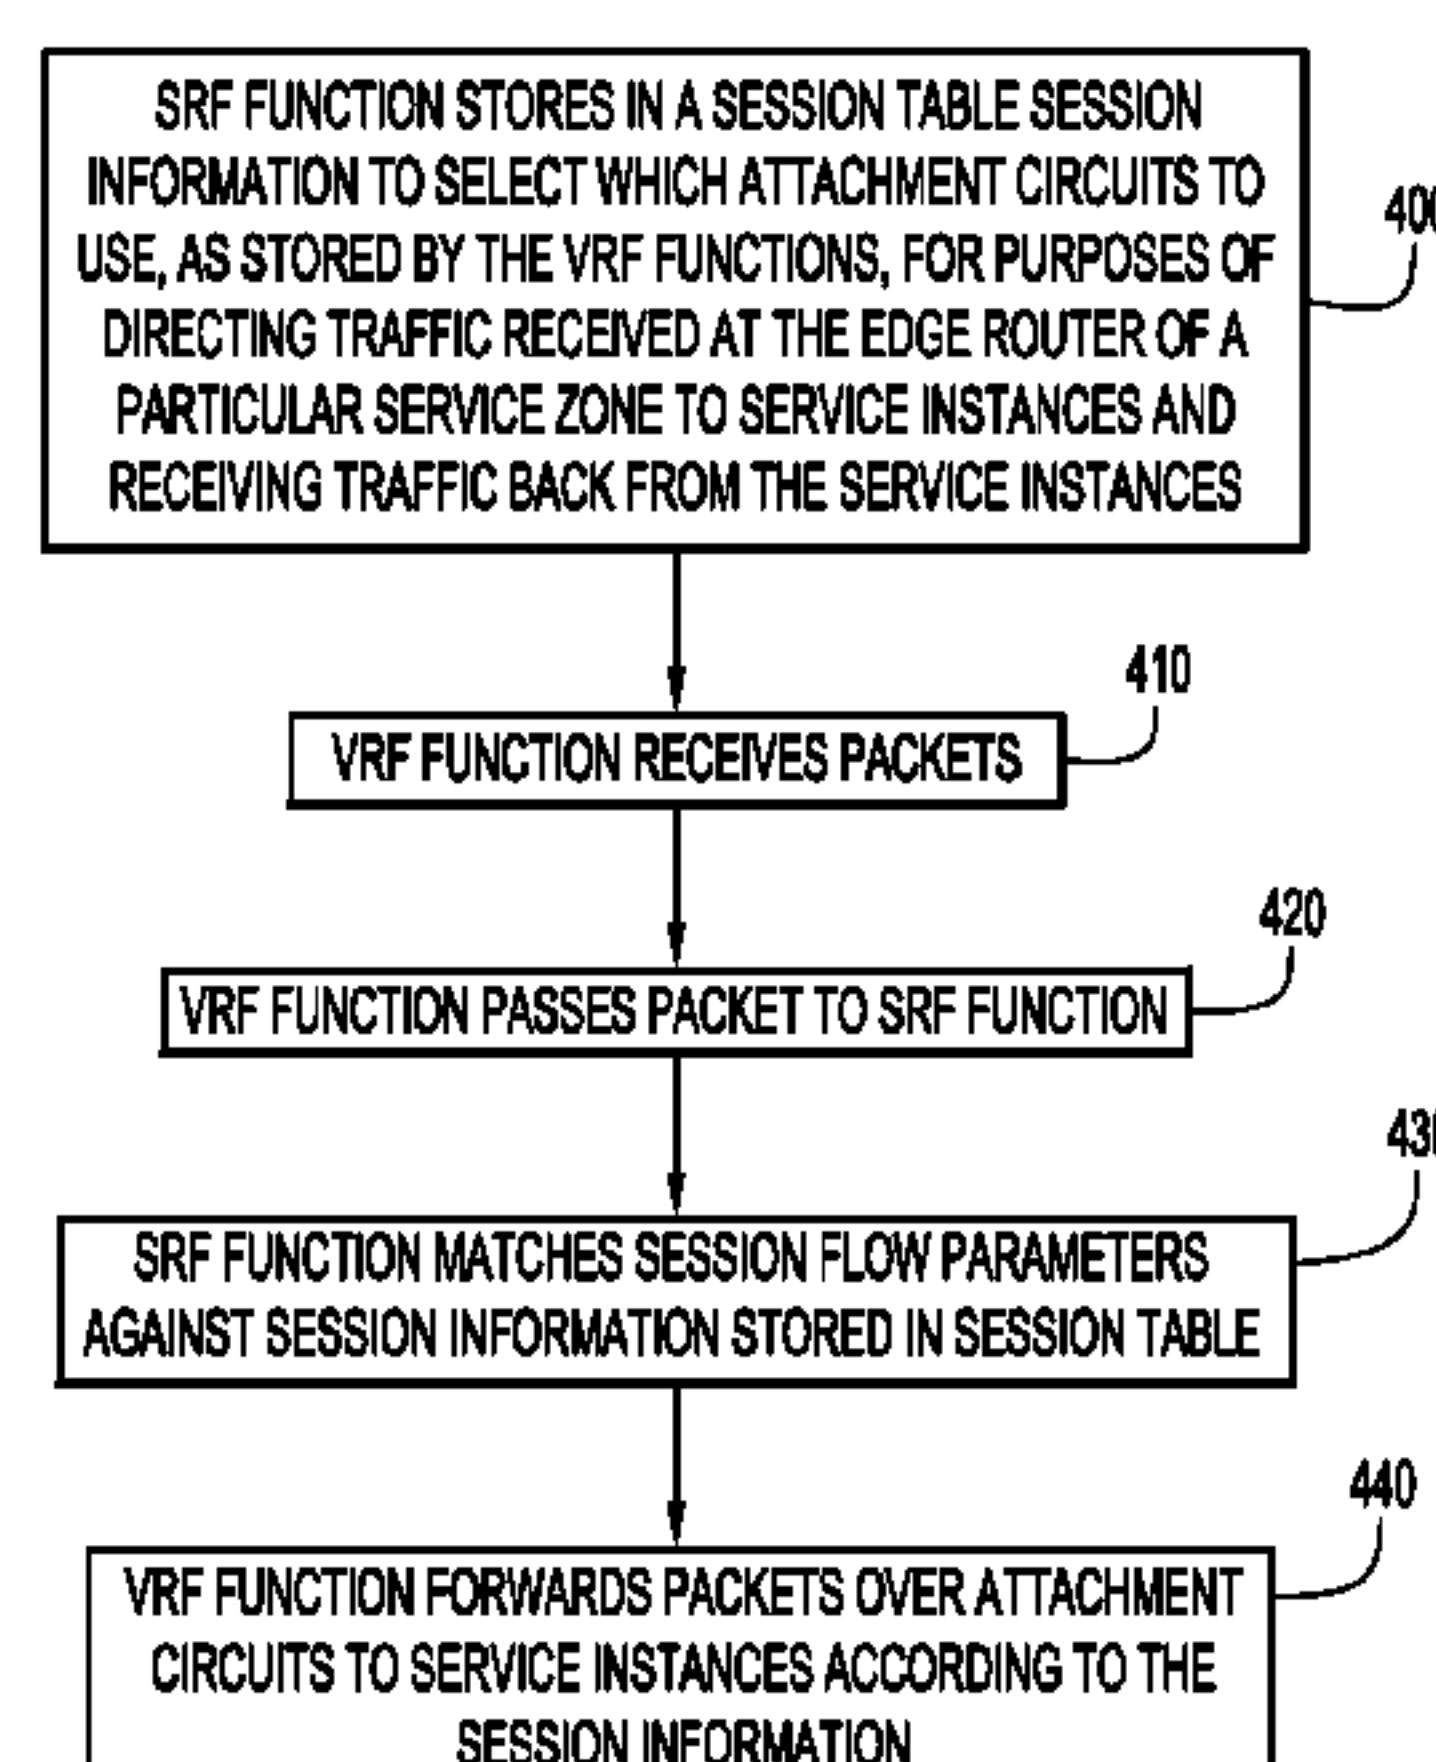 SRF FUNCTION STORES IN A SESSION TABLE SESSION
INFORMATION TO SELECT WHICH ATTACHMENT CIRCUITS TO
USE, AS STORED BY THE VRF FUNCTIONS, FOR PURPOSES OF
DIRECTING TRAFFIC RECEIVED AT THE EDGE ROUTER OF A
PARTICULAR SERVICE ZONE TO SERVICE INSTANCES AND
RECEIVING TRAFFIC BACK FROM THE SERVICE INSTANCES
400
410
VRF FUNCTION RECEIVES PACKETS
420
VRF FUNCTION PASSES PACKET TO SRF FUNCTION
430
SRF FUNCTION MATCHES SESSION FLOW PARAMETERS
AGAINST SESSION INFORMATION STORED IN SESSION TABLE
440
VRF FUNCTION FORWARDS PACKETS OVER ATTACHMENT
CIRCUITS TO SERVICE INSTANCES ACCORDING TO THE
SESSION INFORMATION